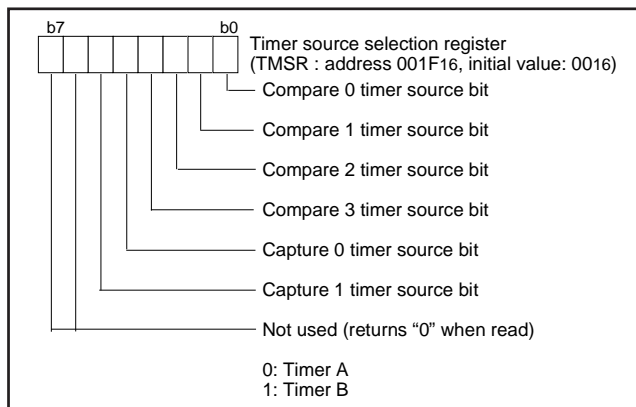 b7 b0
Timer source selection register
(TMSR : address 001F16, initial value: 0016)
Compare 0 timer source bit
Compare 1 timer source bit
Compare 2 timer source bit
Compare 3 timer source bit
Capture 0 timer source bit
Capture 1 timer source bit
Not used (returns “0” when read)
0: Timer A
1: Timer B